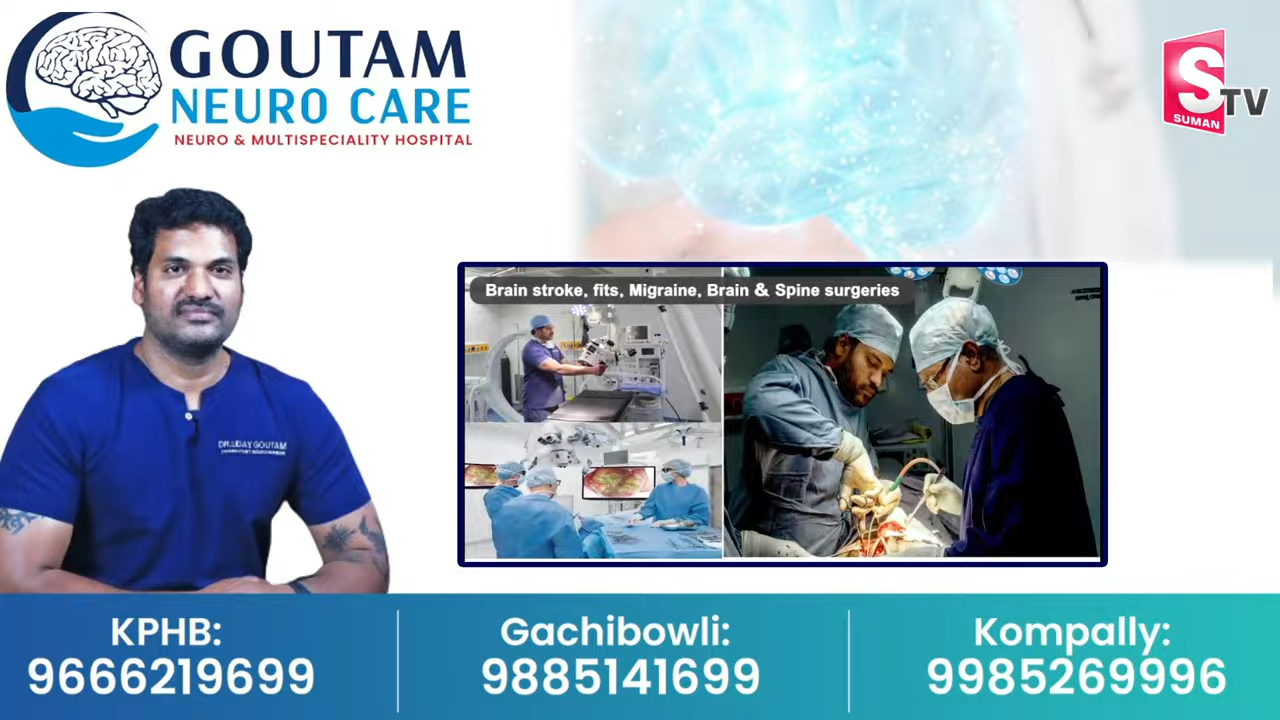 GOUTAM
NEURO CARE
NEURO & MULTISPECIALITY HOSPITAL
S TV
SUMAN
Brain stroke, fits, Migraine, Brain & Spine surgeries
DR.UDAY GOUTAM
KPHB:
9666219699
Gachibowli:
9885141699
Kompally:
9985269996